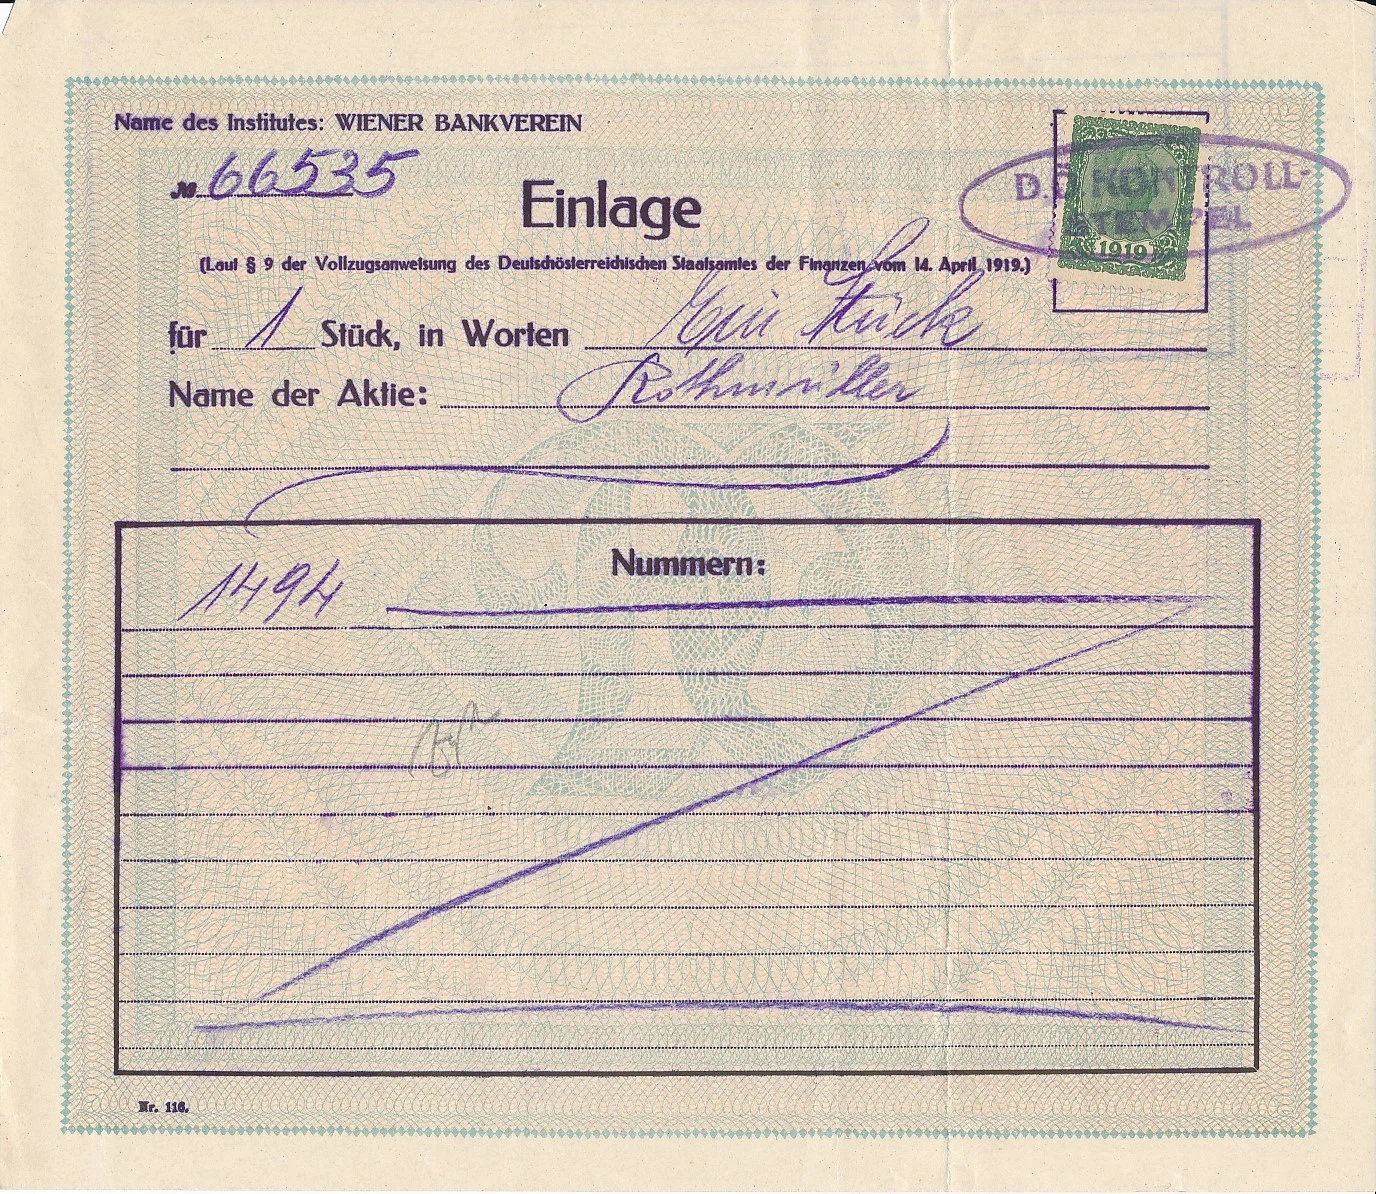 Name des Institutes: WIENER BANKVEREIN
№ 66535
Einlage
D.Ö. KONTROLL-
STEMPEL
1919
(Laut § 9 der Vollzugsanweisung des Deutschösterreichischen Staatsamtes der Finanzen vom 14. April 1919.)
für 1 Stück, in Worten Ein Stück
Name der Aktie: Rothmüller
Nummern:
1494
Nr. 116.